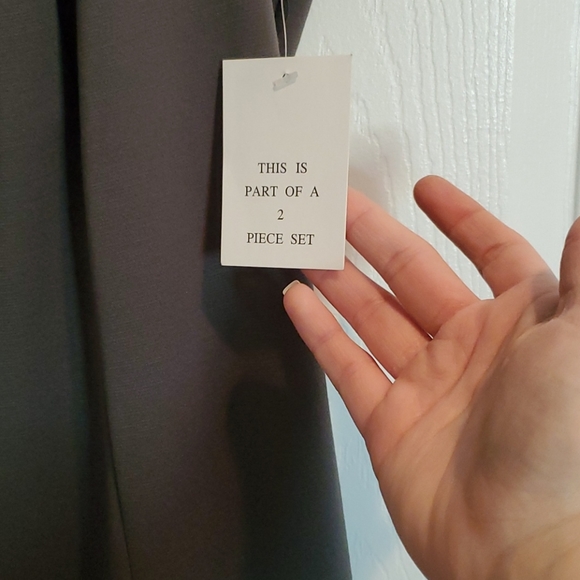 THIS IS
PART OF A
2
PIECE SET